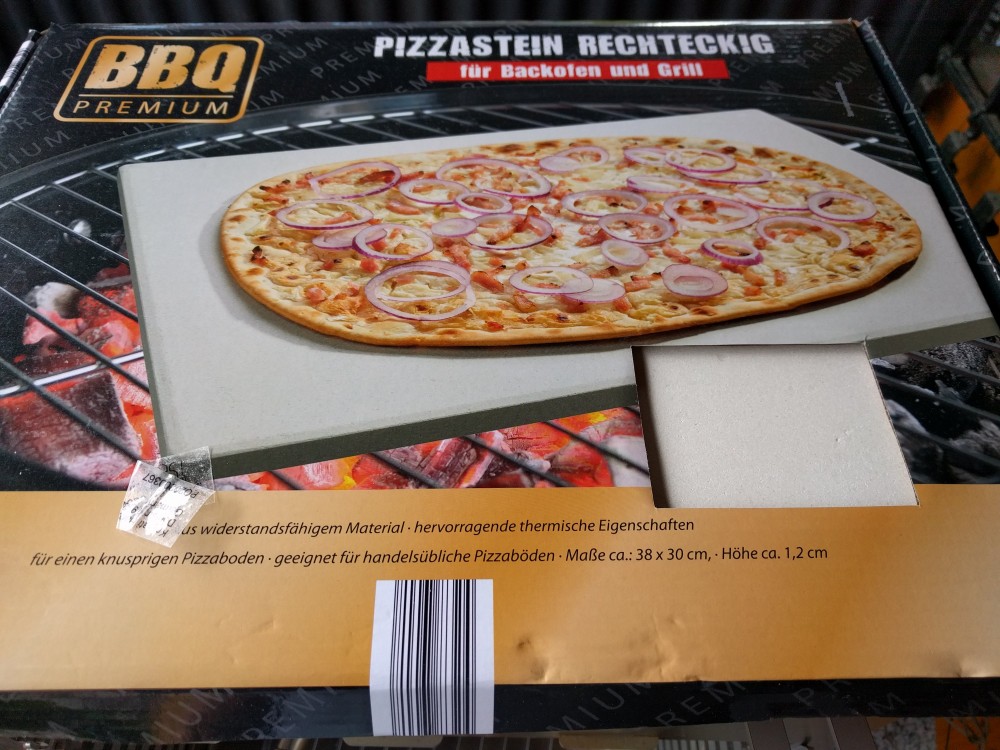 BBQ
PREMIUM
PIZZASTEIN RECHTECKIG
für Backofen und Grill
widerstandsfähigem Material · hervorragende thermische Eigenschaften
für einen knusprigen Pizzaboden · geeignet für handelsübliche Pizzaböden · Maße ca.: 38 x 30 cm, · Höhe ca. 1,2 cm